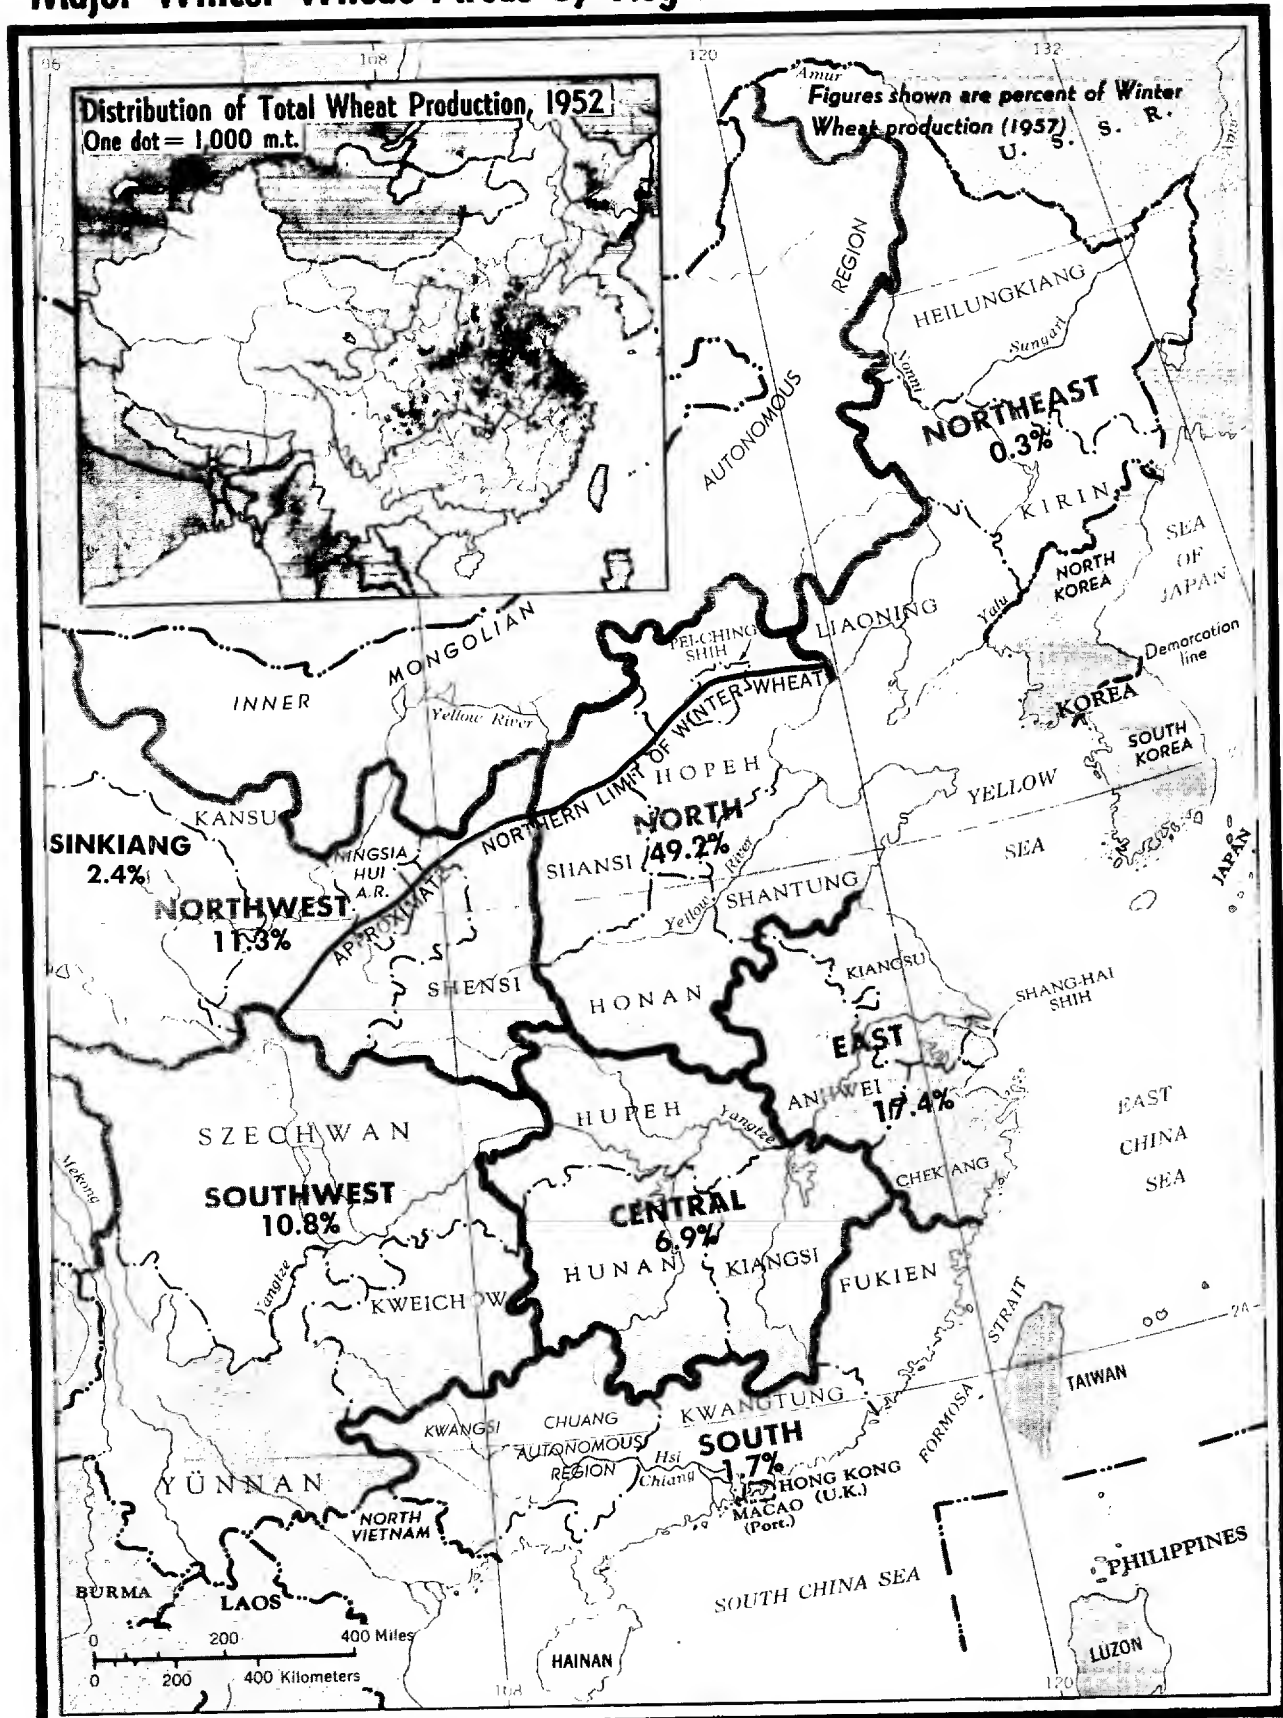 Major Winter Wheat Areas by
96
108
120
132
Distribution of Total Wheat Production, 1952
One dot = 1,000 m.t.
Amur
Figures shown are percent of Winter
Wheat production (1957)
U. S. S. R.
Amur
REGION
HEILUNGKIANG
Sungari
Nonni
NORTHEAST
0.3%
AUTONOMOUS
KIRIN
SEA
OF
JAPAN
NORTH
KOREA
Yalu
LIAONING
PEI-CHING
SHIH
Demarcation
line
MONGOLIAN
INNER
Yellow River
KOREA
SOUTH
KOREA
APPROXIMATE NORTHERN LIMIT OF WINTER WHEAT
HOPEH
YELLOW
SEA
KANSU
NORTH
49.2%
SINKIANG
2.4%
NINGSIA
HUI
A.R.
SHANSI
JAPAN
NORTHWEST
11.3%
Yellow River
SHANTUNG
SHENSI
HONAN
KIANGSU
SHANG-HAI
SHIH
EAST
17.4%
ANHWEI
HUPEH
Yangtze
EAST
CHINA
SEA
SZECHWAN
Mekong
CHEKIANG
SOUTHWEST
10.8%
CENTRAL
6.9%
HUNAN
KIANGSI
FUKIEN
Yangtze
KWEICHOW
FORMOSA STRAIT
24
TAIWAN
KWANGSI
CHUANG
AUTONOMOUS
REGION
KWANGTUNG
SOUTH
1.7%
Hsi
Chiang
HONG KONG
(U.K.)
MACAO
(Port.)
YÜNNAN
NORTH
VIETNAM
PHILIPPINES
BURMA
LAOS
SOUTH CHINA SEA
0 200 400 Miles
0 200 400 Kilometers
HAINAN
LUZON
108
120